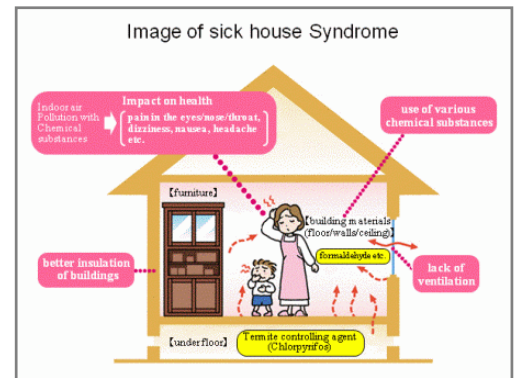 Image of sick house Syndrome
Indoor air
Pollution with
Chemical
substances
Impact on health
pain in the eyes/nose/throat,
dizziness, nausea, headache
etc.
use of various
chemical substances
【furniture】
【building materials
(floor/walls/ceiling)】
formaldehyde etc.
better insulation
of buildings
lack of
ventilation
【underfloor】
Termite controlling agent
(Chlorpyrifos)